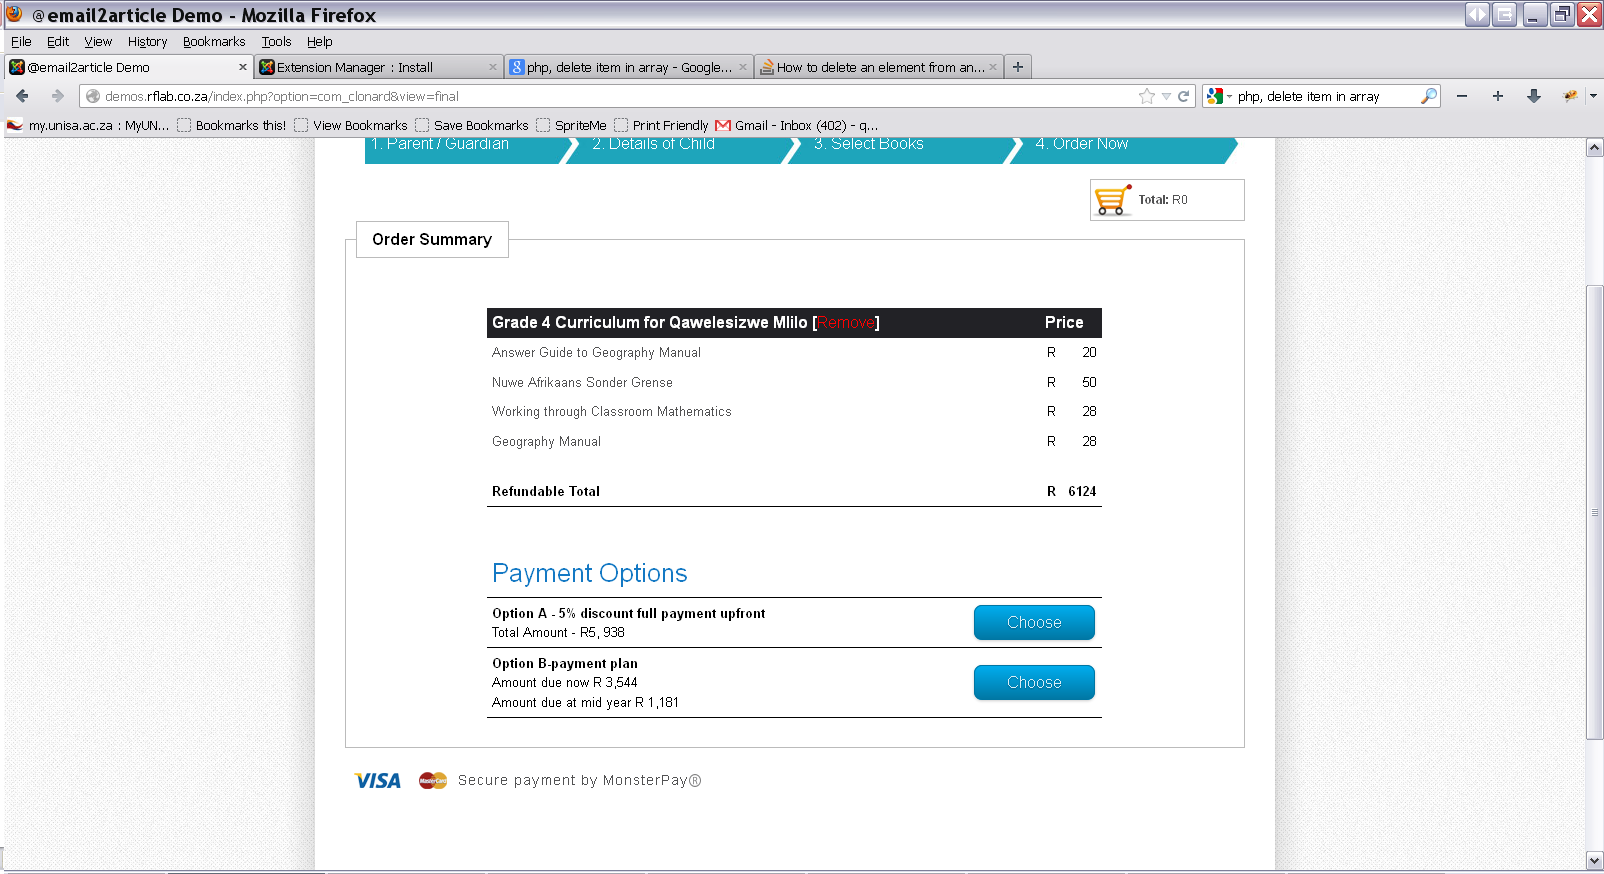 @email2article Demo - Mozilla Firefox
File Edit View History Bookmarks Tools Help
@email2article Demo Extension Manager : Install php, delete item in array - Google... How to delete an element from an...
demos.rflab.co.za/index.php?option=com_clonard&view=final php, delete item in array
my.unisa.ac.za : MyUN... Bookmarks this! View Bookmarks Save Bookmarks SpriteMe Print Friendly Gmail - Inbox (402) - q...
1. Parent / Guardian 2. Details of Child 3. Select Books 4. Order Now
Total: R0
Order Summary
Grade 4 Curriculum for Qawelesizwe Mlilo [Remove] Price
Answer Guide to Geography Manual R 20
Nuwe Afrikaans Sonder Grense R 50
Working through Classroom Mathematics R 28
Geography Manual R 28
Refundable Total R 6124
Payment Options
Option A - 5% discount full payment upfront
Total Amount - R5, 938
Choose
Option B-payment plan
Amount due now R 3,544
Amount due at mid year R 1,181
Choose
VISA MasterCard Secure payment by MonsterPay®